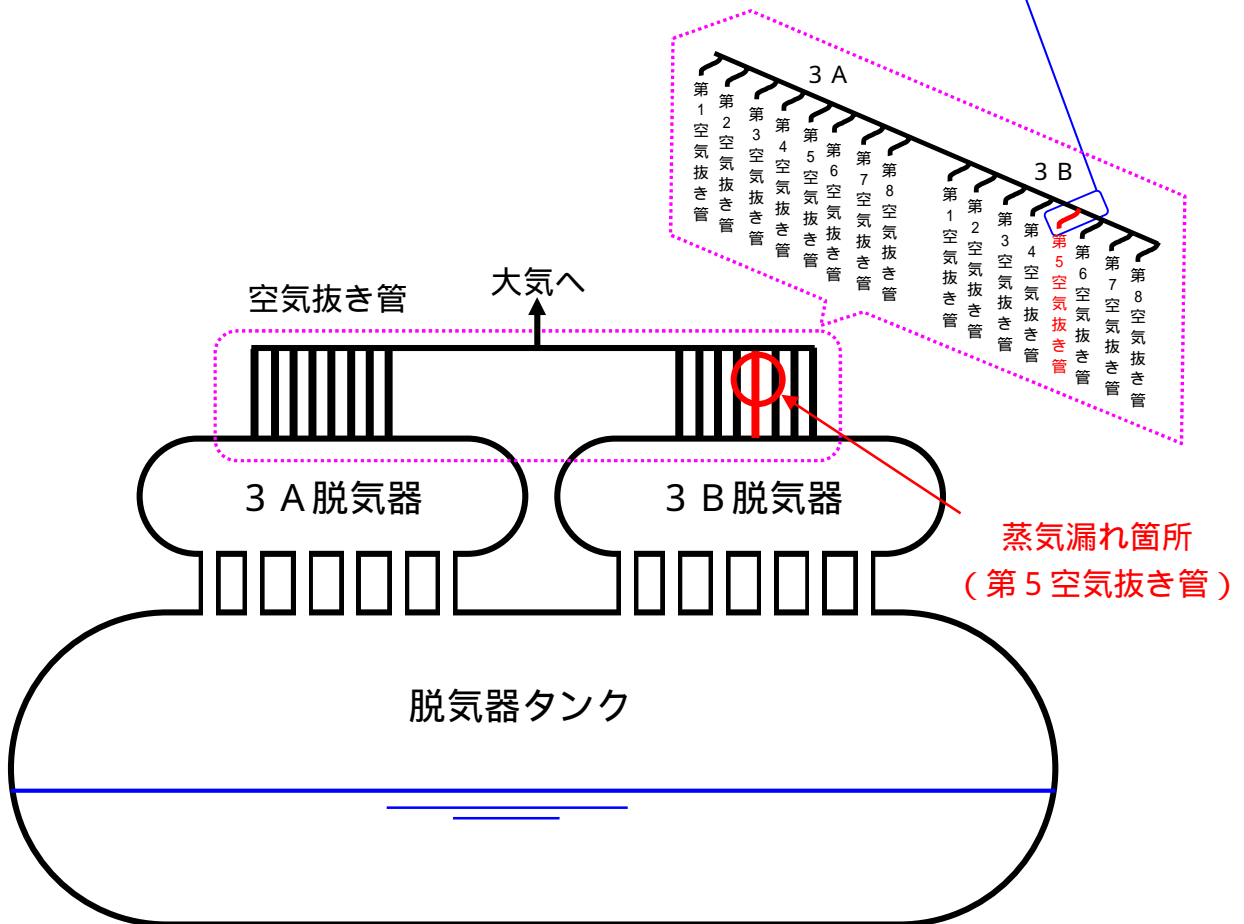 ３Ａ
第1空気抜き管
第2空気抜き管
第3空気抜き管
第4空気抜き管
第5空気抜き管
第6空気抜き管
第7空気抜き管
第8空気抜き管
３Ｂ
第1空気抜き管
第2空気抜き管
第3空気抜き管
第4空気抜き管
第5空気抜き管
第6空気抜き管
第7空気抜き管
第8空気抜き管
空気抜き管
大気へ
３Ａ脱気器
３Ｂ脱気器
蒸気漏れ箇所
（第５空気抜き管）
脱気器タンク